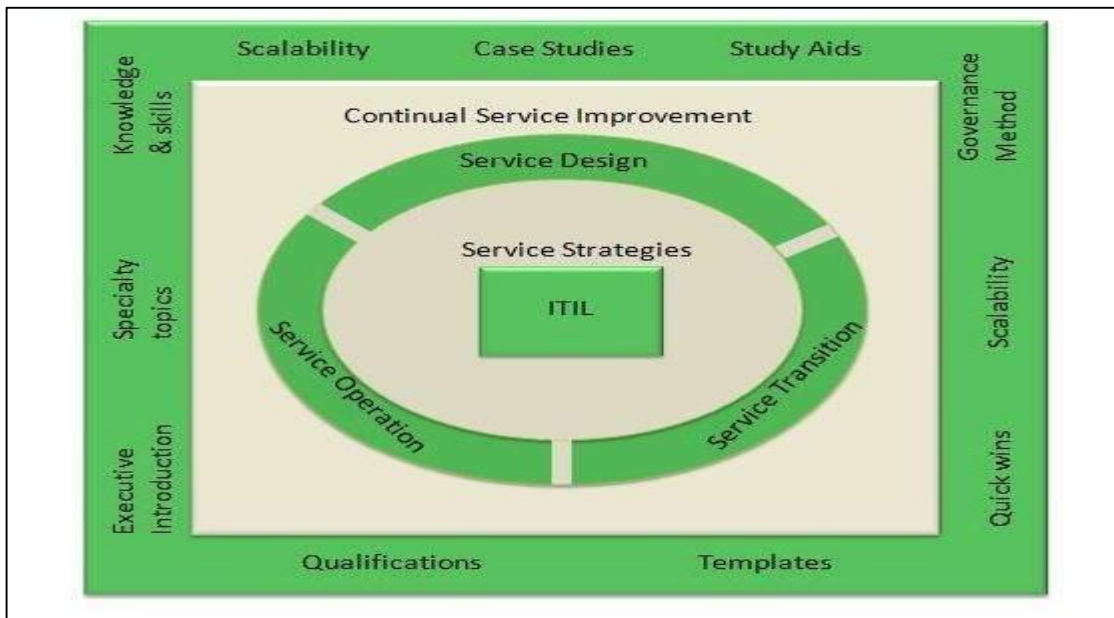 Scalability
Case Studies
Study Aids
Knowledge
& skills
Governance
Method
Continual Service Improvement
Service Design
Service Strategies
ITIL
Specialty
topics
Scalability
Service Operation
Service Transition
Executive
Introduction
Quick wins
Qualifications
Templates